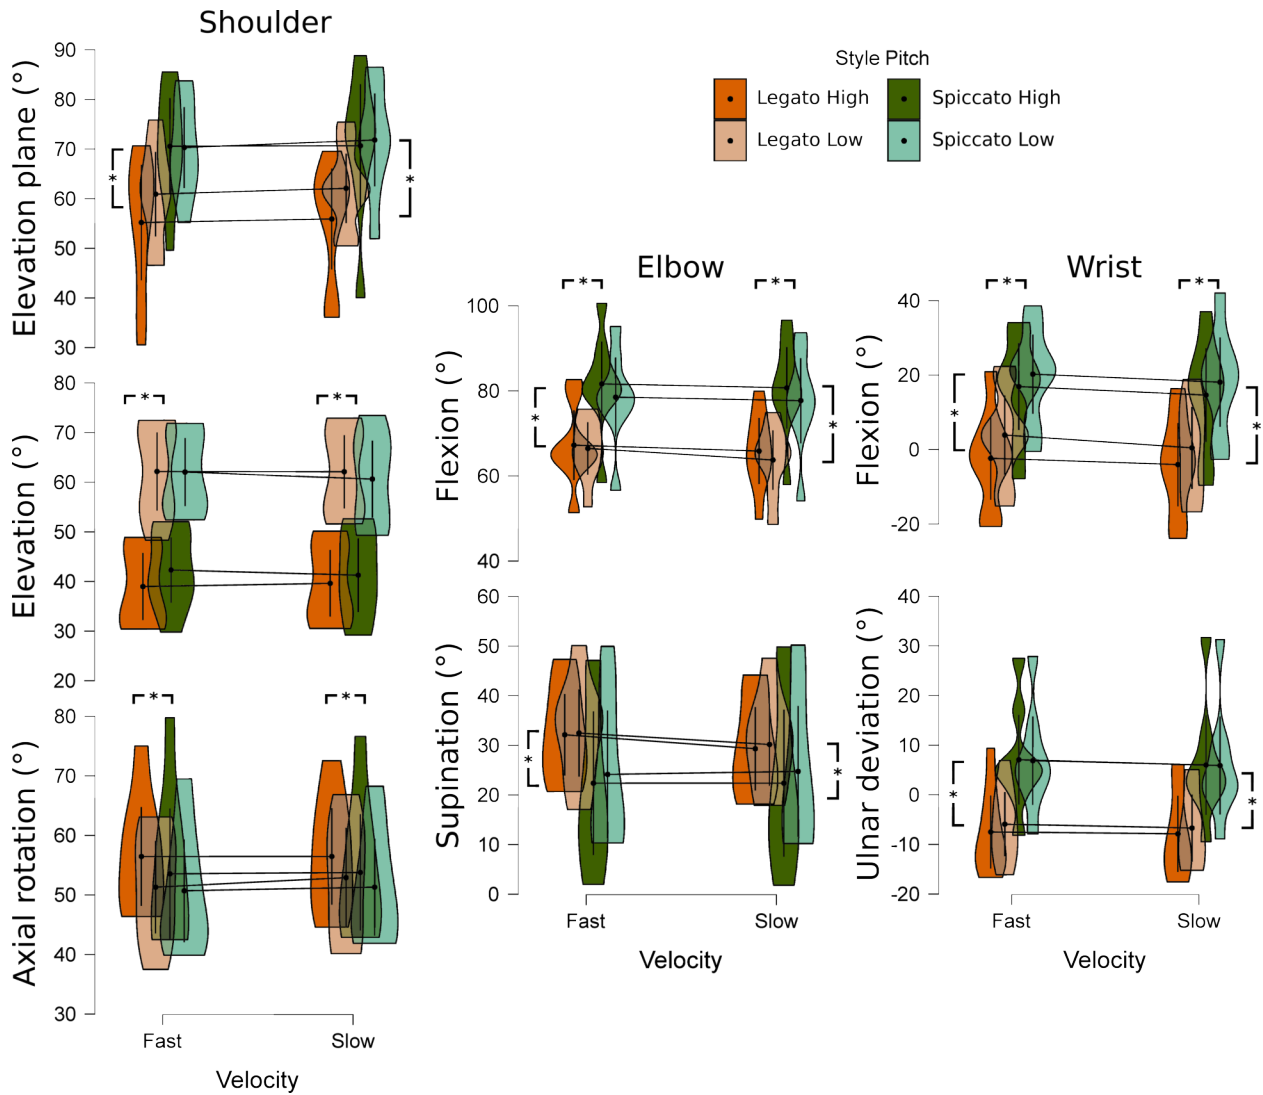 Shoulder
Elevation plane (°)
90
80
70
60
50
40
30
*
*
Style Pitch
Legato High
Legato Low
Spiccato High
Spiccato Low
Elevation (°)
80
70
60
50
40
30
20
*
*
Axial rotation (°)
80
70
60
50
40
30
*
*
Fast
Slow
Velocity
Elbow
Flexion (°)
100
80
60
40
*
*
*
*
Supination (°)
60
50
40
30
20
10
0
*
*
Fast
Slow
Velocity
Wrist
Flexion (°)
40
20
0
-20
*
*
*
*
Ulnar deviation (°)
40
30
20
10
0
-10
-20
*
*
Fast
Slow
Velocity